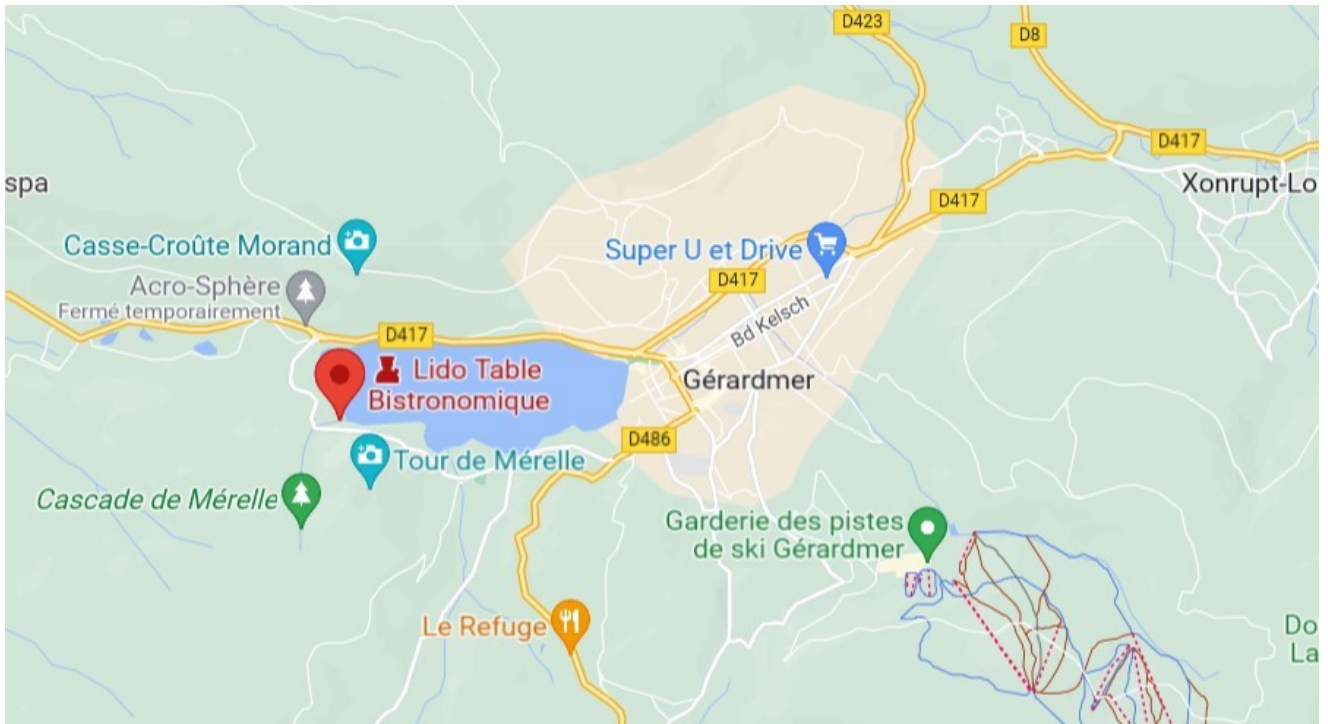 D423
D8
D417
spa
Xonrupt-Lo
D417
Casse-Croûte Morand
Super U et Drive
Acro-Sphère
Fermé temporairement
D417
Bd Kelsch
D417
Lido Table
Bistronomique
Gérardmer
D486
Tour de Mérelle
Cascade de Mérelle
Garderie des pistes
de ski Gérardmer
Le Refuge
Do
La